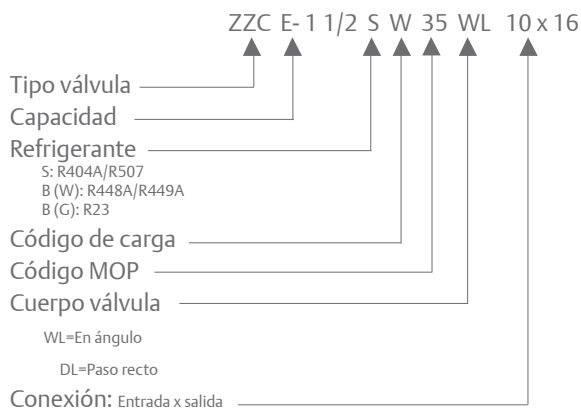 ZZC E- 1 1/2 S W 35 WL 10 x 16
Tipo válvula
Capacidad
Refrigerante
S: R404A/R507
B (W): R448A/R449A
B (G): R23
Código de carga
Código MOP
Cuerpo válvula
WL=En ángulo
DL=Paso recto
Conexión: Entrada x salida